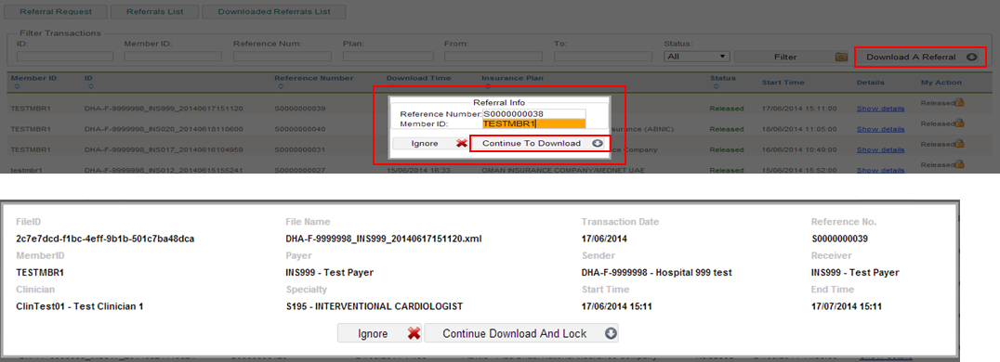 Referral Request Referrals List Downloaded Referrals List
Filter Transactions
ID: Member ID: Reference Num: Plan: From: To: Status:
All Filter Download A Referral
Member ID ID Reference Number Download Time Insurance Plan Status Start Time Details My Action
Referral Info
Reference Number: S0000000038
Member ID: TESTMBR1
Ignore Continue To Download
TESTMBR1 DHA-F-9999998_INS999_20140617151120 S0000000039 Released 17/06/2014 15:11:00 Show details Released
TESTMBR1 DHA-F-9999998_INS020_20140618110600 S0000000040 nsurance (ABNIC) Released 18/06/2014 11:05:00 Show details Released
TESTMBR1 DHA-F-9999998_INS017_20140616104959 S0000000031 ce Company Released 16/06/2014 10:49:00 Show details Released
testmbr1 DHA-F-9999998_INS012_20140615155241 S0000000027 15/06/2014 16:33 OMAN INSURANCE COMPANY/MEDNET UAE Released 15/06/2014 15:52:00 Show details Released
FileID File Name Transaction Date Reference No.
2c7e7dcd-f1bc-4eff-9b1b-501c7ba48dca DHA-F-9999998_INS999_20140617151120.xml 17/06/2014 S0000000039
MemberID Payer Sender Receiver
TESTMBR1 INS999 - Test Payer DHA-F-9999998 - Hospital 999 test INS999 - Test Payer
Clinician Specialty Start Time End Time
ClinTest01 - Test Clinician 1 S195 - INTERVENTIONAL CARDIOLOGIST 17/06/2014 15:11 17/07/2014 15:11
Ignore Continue Download And Lock